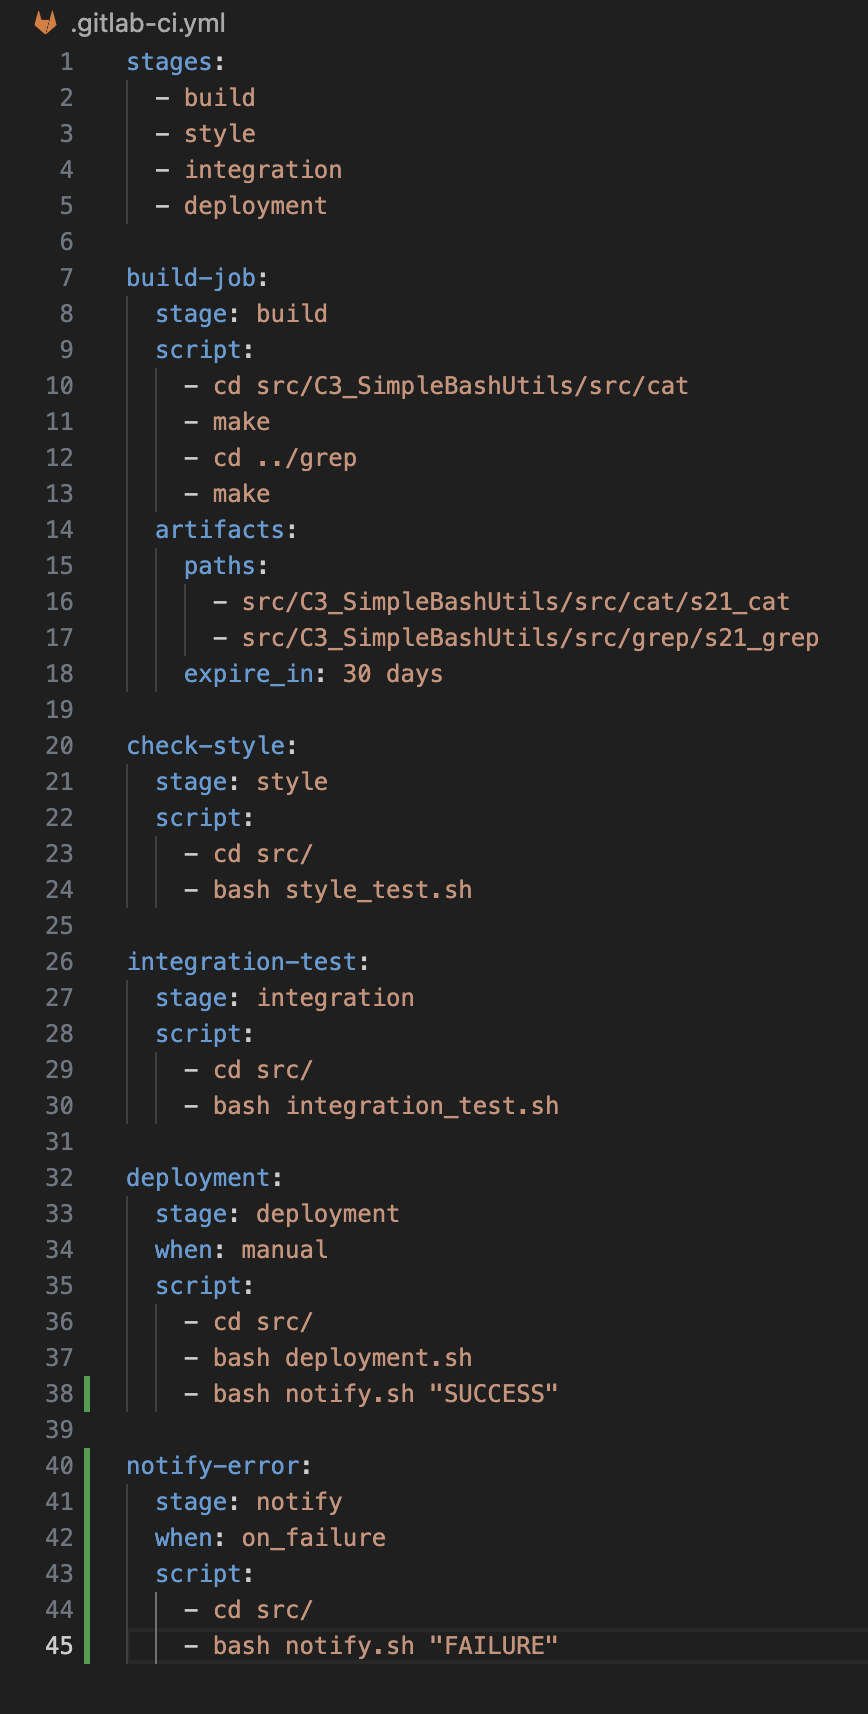 .gitlab-ci.yml
1 stages:
2   - build
3   - style
4   - integration
5   - deployment
6
7 build-job:
8   stage: build
9   script:
10     - cd src/C3_SimpleBashUtils/src/cat
11     - make
12     - cd ../grep
13     - make
14   artifacts:
15     paths:
16       - src/C3_SimpleBashUtils/src/cat/s21_cat
17       - src/C3_SimpleBashUtils/src/grep/s21_grep
18     expire_in: 30 days
19
20 check-style:
21   stage: style
22   script:
23     - cd src/
24     - bash style_test.sh
25
26 integration-test:
27   stage: integration
28   script:
29     - cd src/
30     - bash integration_test.sh
31
32 deployment:
33   stage: deployment
34   when: manual
35   script:
36     - cd src/
37     - bash deployment.sh
38     - bash notify.sh "SUCCESS"
39
40 notify-error:
41   stage: notify
42   when: on_failure
43   script:
44     - cd src/
45     - bash notify.sh "FAILURE"